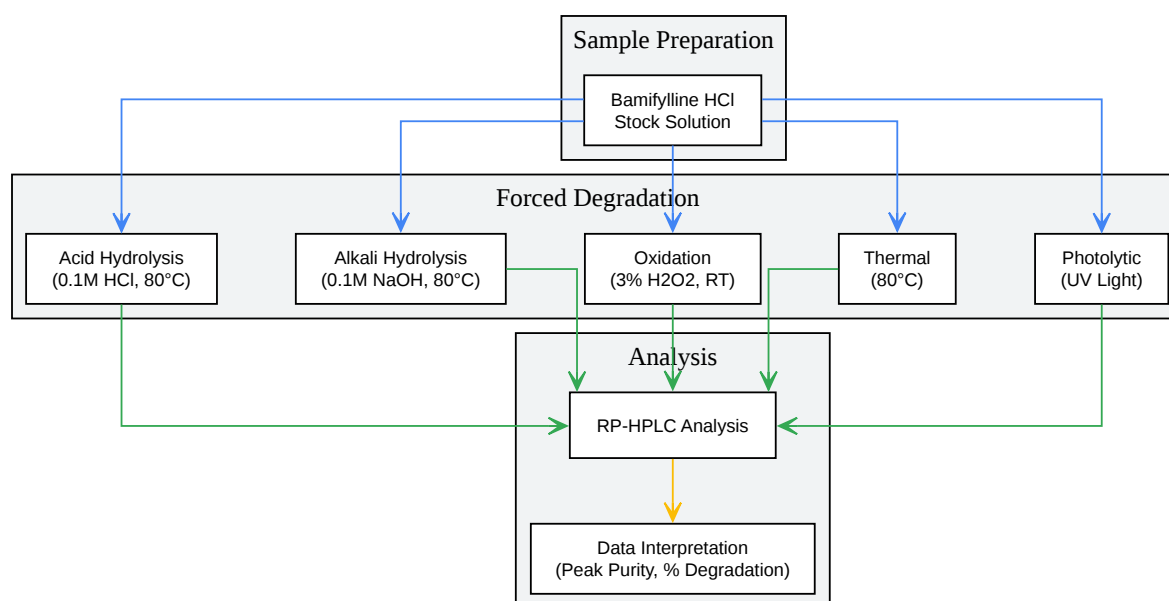 Sample Preparation
Bamifylline HCl
Stock Solution
Forced Degradation
Acid Hydrolysis
(0.1M HCl, 80°C)
Alkali Hydrolysis
(0.1M NaOH, 80°C)
Oxidation
(3% H2O2, RT)
Thermal
(80°C)
Photolytic
(UV Light)
Analysis
RP-HPLC Analysis
Data Interpretation
(Peak Purity, % Degradation)